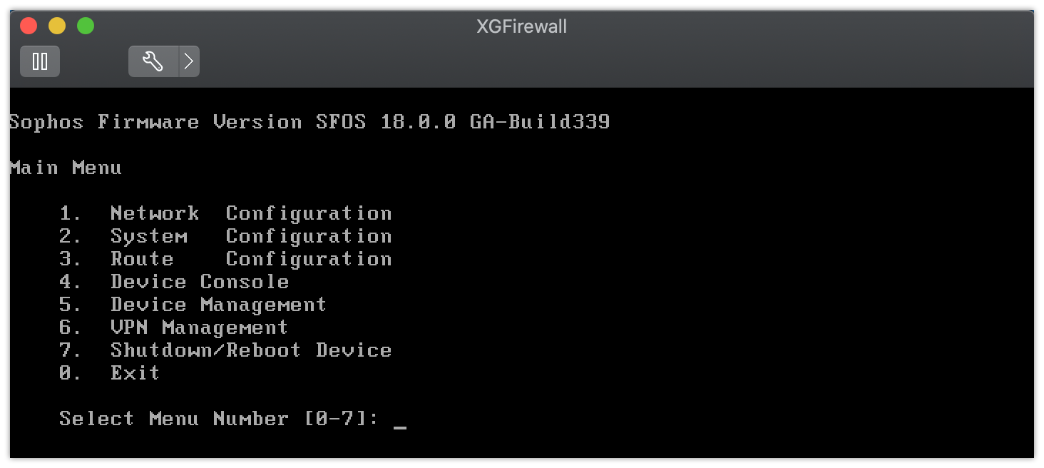 XGFirewall
Sophos Firmware Version SFOS 18.0.0 GA-Build339
Main Menu
1. Network Configuration
2. System Configuration
3. Route Configuration
4. Device Console
5. Device Management
6. VPN Management
7. Shutdown/Reboot Device
0. Exit
Select Menu Number [0-7]: _